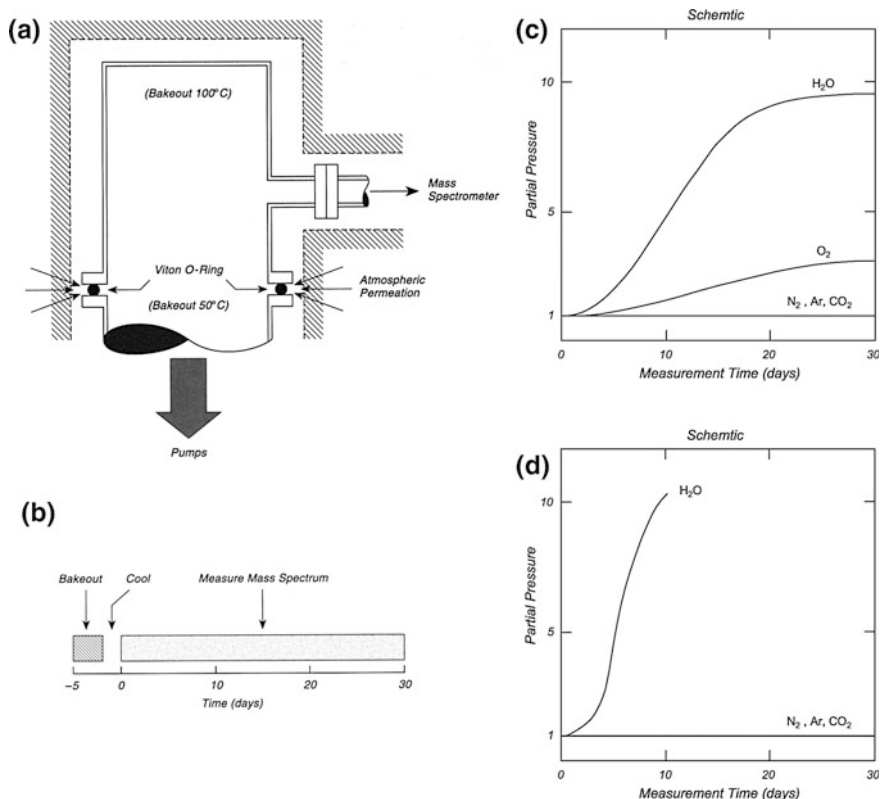 (a)
(Bakeout 100°C)
Mass
Spectrometer
Viton O-Ring
Atmospheric
Permeation
(Bakeout 50°C)
Pumps
(b)
Bakeout
Cool
Measure Mass Spectrum
-5
0
10
20
30
Time (days)
(c)
Schemtic
Partial Pressure
10
5
1
H₂O
O₂
N₂ , Ar, CO₂
0
10
20
30
Measurement Time (days)
(d)
Schemtic
Partial Pressure
10
5
1
H₂O
N₂ , Ar, CO₂
0
10
20
30
Measurement Time (days)